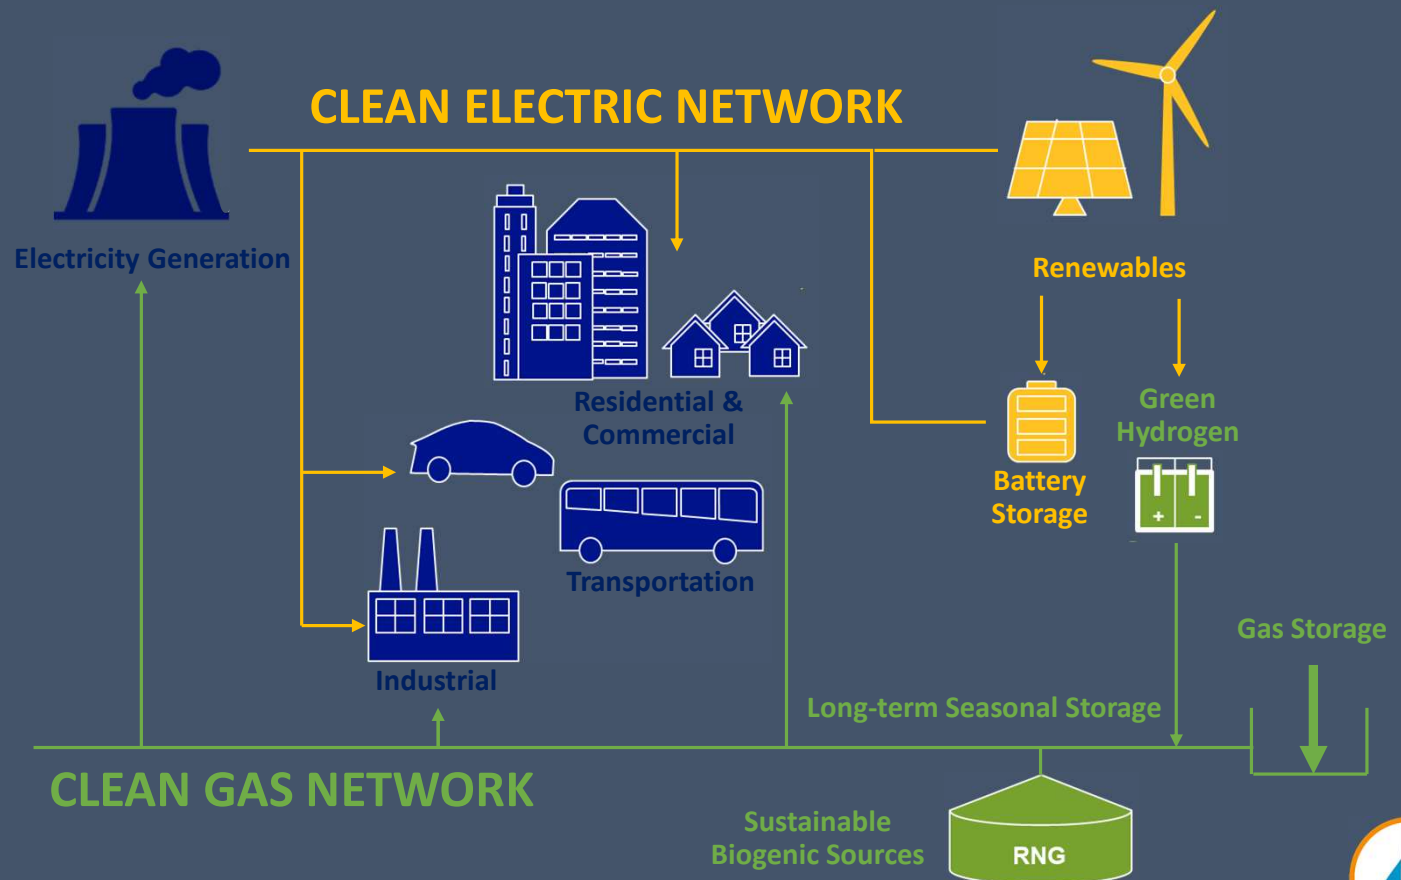 CLEAN ELECTRIC NETWORK
Electricity Generation
Renewables
Residential &
Commercial
Green
Hydrogen
Battery
Storage
+ -
Transportation
Industrial
Gas Storage
Long-term Seasonal Storage
CLEAN GAS NETWORK
Sustainable
Biogenic Sources
RNG